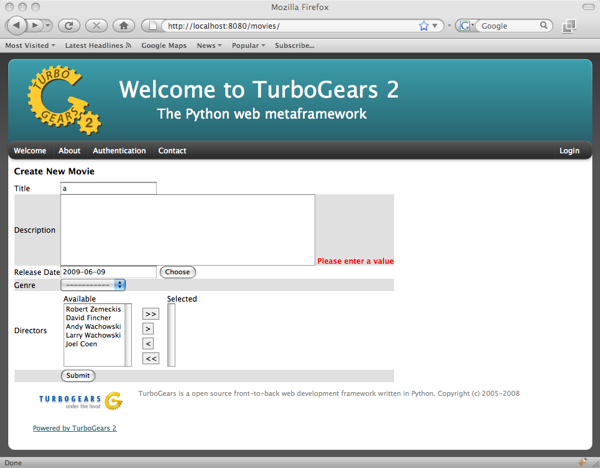 Mozilla Firefox
http://localhost:8080/movies/
Google
Most Visited Latest Headlines Google Maps News Popular Subscribe...
TURBO GEARS 2
Welcome to TurboGears 2
The Python web metaframework
Welcome About Authentication Contact Login
Create New Movie
Title a
Description
Please enter a value
Release Date 2009-06-09 Choose
Genre -----------
Available Selected
Robert Zemeckis
David Fincher
Andy Wachowski
Larry Wachowski
Joel Coen
Directors
>>
>
<
<<
Submit
TURBOGEARS
under the hood
TurboGears is a open source front-to-back web development framework written in Python. Copyright (c) 2005-2008
Powered by TurboGears 2
Done